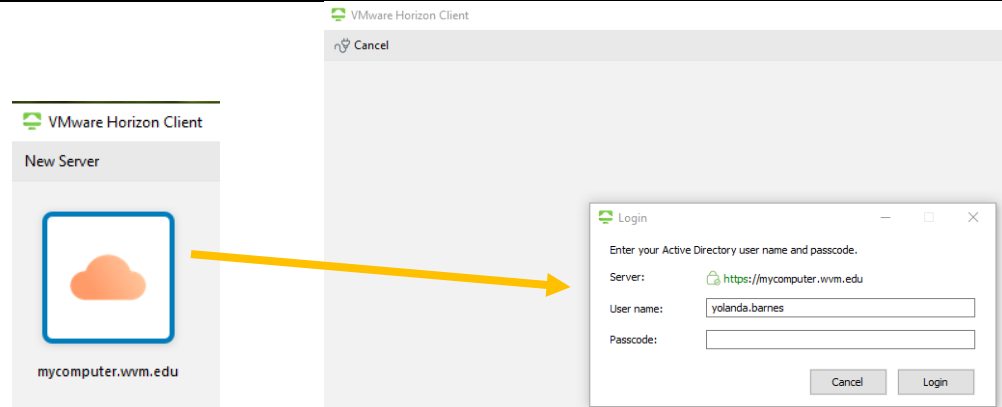 VMware Horizon Client
New Server
mycomputer.wvm.edu
VMware Horizon Client
Cancel
Login
Enter your Active Directory user name and passcode.
Server: https://mycomputer.wvm.edu
User name: yolanda.barnes
Passcode:
Cancel Login